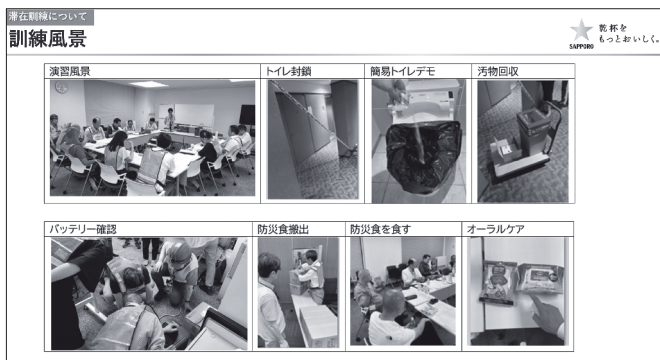 滞在訓練について
訓練風景
SAPPORO
乾杯を
もっとおいしく。
演習風景
トイレ封鎖
簡易トイレデモ
汚物回収
バッテリー確認
防災食搬出
防災食を食す
オーラルケア